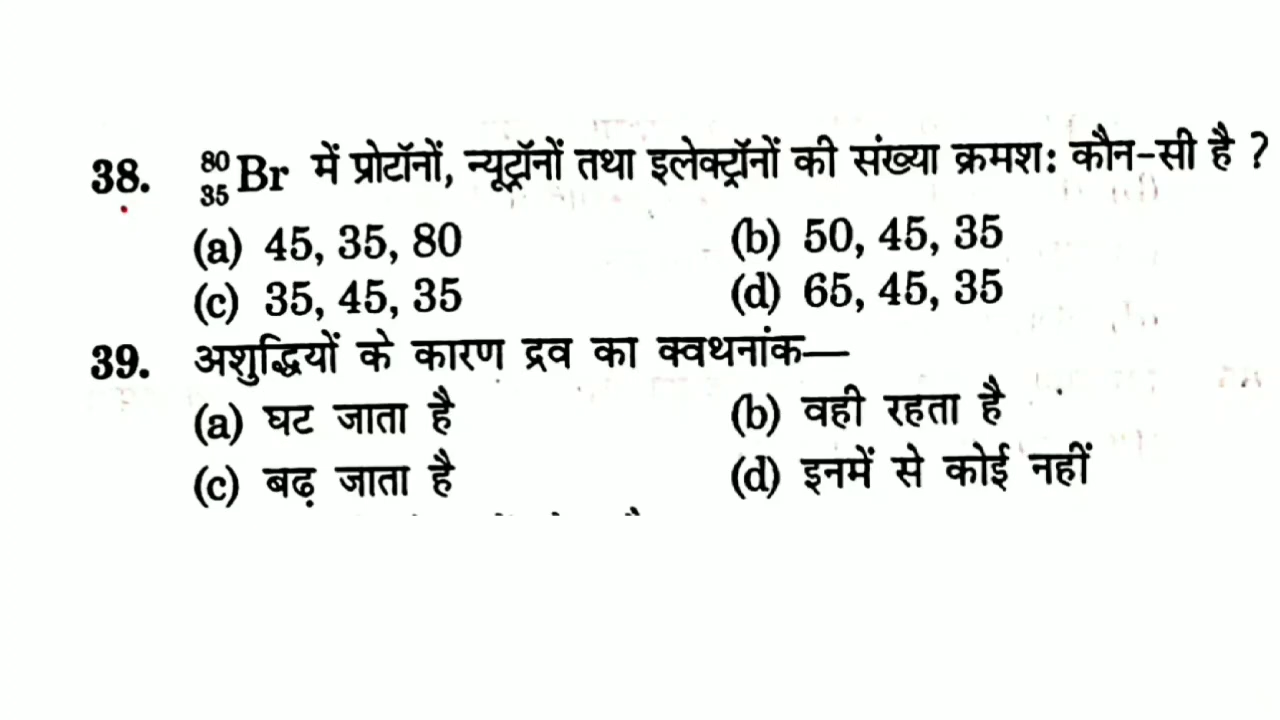 38. ⁸⁰₃₅Br में प्रोटॉनों, न्यूट्रॉनों तथा इलेक्ट्रॉनों की संख्या क्रमश: कौन-सी है ?
(a) 45, 35, 80 (b) 50, 45, 35
(c) 35, 45, 35 (d) 65, 45, 35
39. अशुद्धियों के कारण द्रव का क्वथनांक—
(a) घट जाता है (b) वही रहता है
(c) बढ़ जाता है (d) इनमें से कोई नहीं